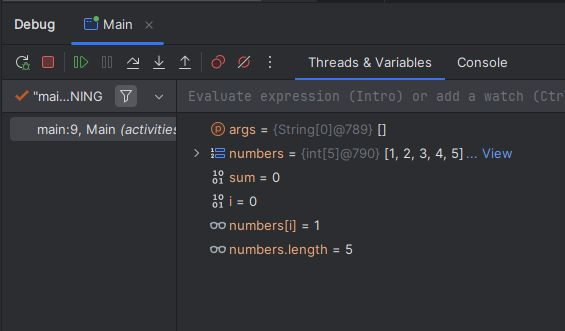 Debug Main
Threads & Variables Console
"mai...NING
Evaluate expression (Intro) or add a watch (Ctr
main:9, Main (activities
args = {String[0]@789} []
numbers = {int[5]@790} [1, 2, 3, 4, 5] ... View
sum = 0
i = 0
numbers[i] = 1
numbers.length = 5